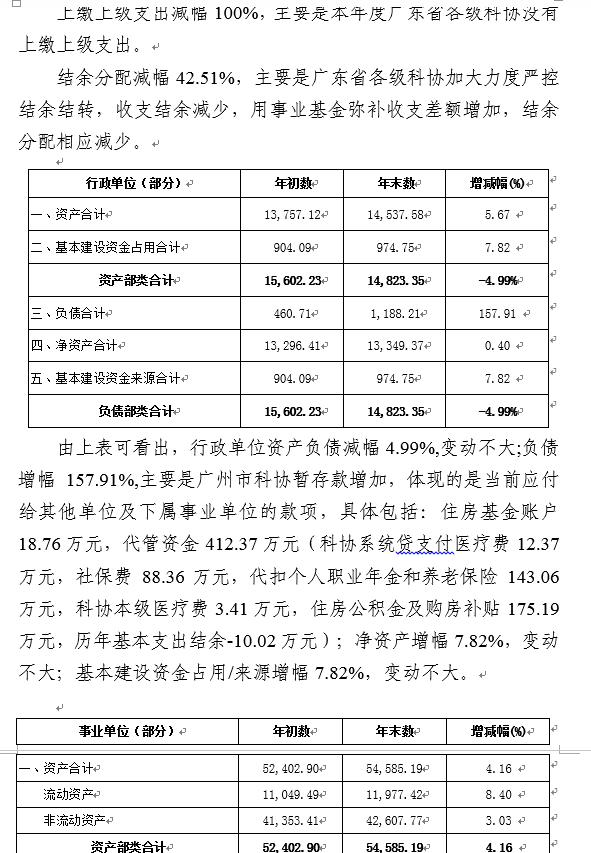 上缴上级支出减幅 100%，主要是本年度广东省各级科协没有
上缴上级支出。
结余分配减幅 42.51%，主要是广东省各级科协加大力度严控
结余结转，收支结余减少，用事业基金弥补收支差额增加，结余
分配相应减少。
行政单位（部分） 年初数 年末数 增减幅(%)
一、资产合计 13,757.12 14,537.58 5.67
二、基本建设资金占用合计 904.09 974.75 7.82
资产部类合计 15,602.23 14,823.35 -4.99%
三、负债合计 460.71 1,188.21 157.91
四、净资产合计 13,296.41 13,349.37 0.40
五、基本建设资金来源合计 904.09 974.75 7.82
负债部类合计 15,602.23 14,823.35 -4.99%
由上表可看出，行政单位资产负债减幅 4.99%,变动不大;负债
增幅 157.91%,主要是广州市科协暂存款增加，体现的是当前应付
给其他单位及下属事业单位的款项，具体包括：住房基金账户
18.76 万元，代管资金 412.37 万元（科协系统贷支付医疗费 12.37
万元，社保费 88.36 万元，代扣个人职业年金和养老保险 143.06
万元，科协本级医疗费 3.41 万元，住房公积金及购房补贴 175.19
万元，历年基本支出结余-10.02 万元）；净资产增幅 7.82%，变动
不大；基本建设资金占用/来源增幅 7.82%，变动不大。
事业单位（部分） 年初数 年末数 增减幅(%)
一、资产合计 52,402.90 54,585.19 4.16
流动资产 11,049.49 11,977.42 8.40
非流动资产 41,353.41 42,607.77 3.03
资产部类合计 52,402.90 54,585.19 4.16